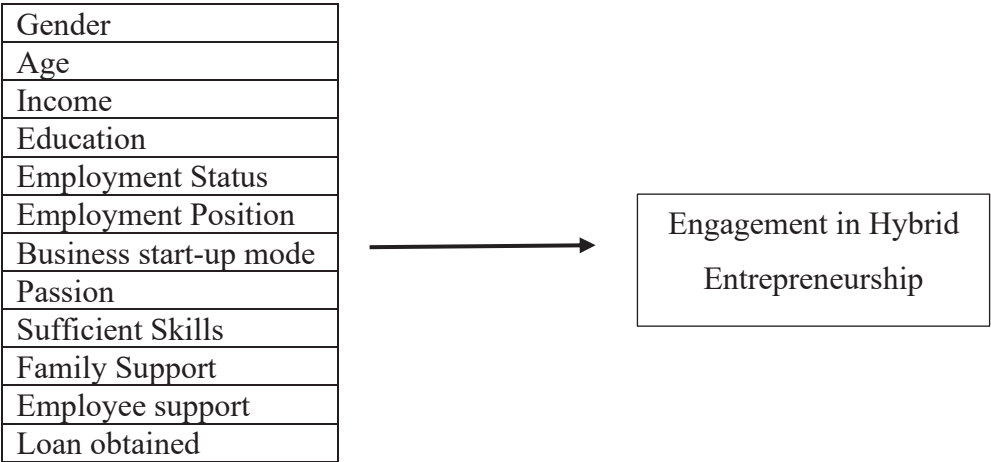 Gender
Age
Income
Education
Employment Status
Employment Position
Business start-up mode
Passion
Sufficient Skills
Family Support
Employee support
Loan obtained
Engagement in Hybrid
Entrepreneurship